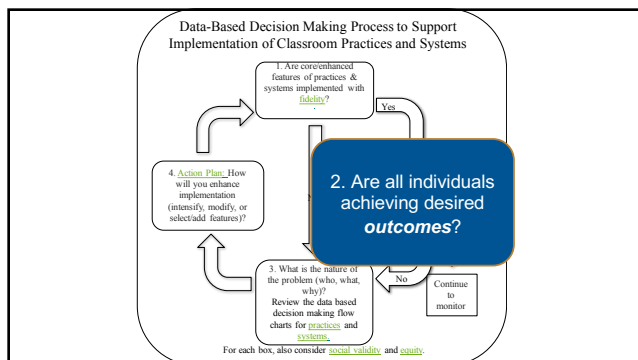 Data-Based Decision Making Process to Support
Implementation of Classroom Practices and Systems
1. Are core/enhanced
features of practices &
systems implemented with
fidelity?
Yes
2. Are all individuals
achieving desired
outcomes?
4. Action Plan: How
will you enhance
implementation
(intensify, modify, or
select/add features)?
No
3. What is the nature of
the problem (who, what,
why)?
Review the data based
decision making flow
charts for practices and
systems.
Continue
to
monitor
For each box, also consider social validity and equity.